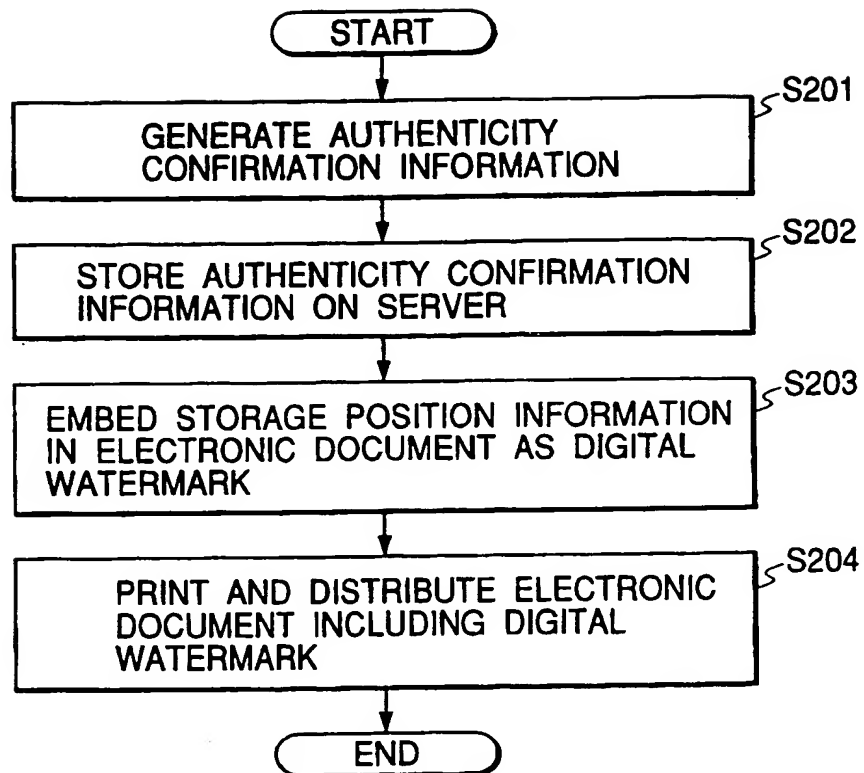 START
S201
GENERATE AUTHENTICITY
CONFIRMATION INFORMATION
S202
STORE AUTHENTICITY CONFIRMATION
INFORMATION ON SERVER
S203
EMBED STORAGE POSITION INFORMATION
IN ELECTRONIC DOCUMENT AS DIGITAL
WATERMARK
S204
PRINT AND DISTRIBUTE ELECTRONIC
DOCUMENT INCLUDING DIGITAL
WATERMARK
END